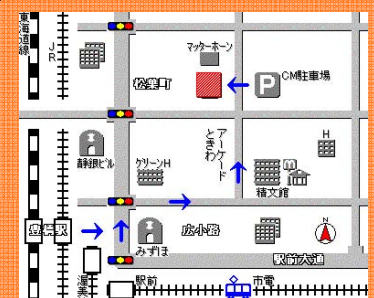 東海道線
JR
マッターホーン
松葉町
P
CM駐車場
静銀ビル
グリーンH
アーケード
ときわ
H
m
精文館
豊橋駅
みずほ
広小路
N
駅前大通
渥美
駅前
市電